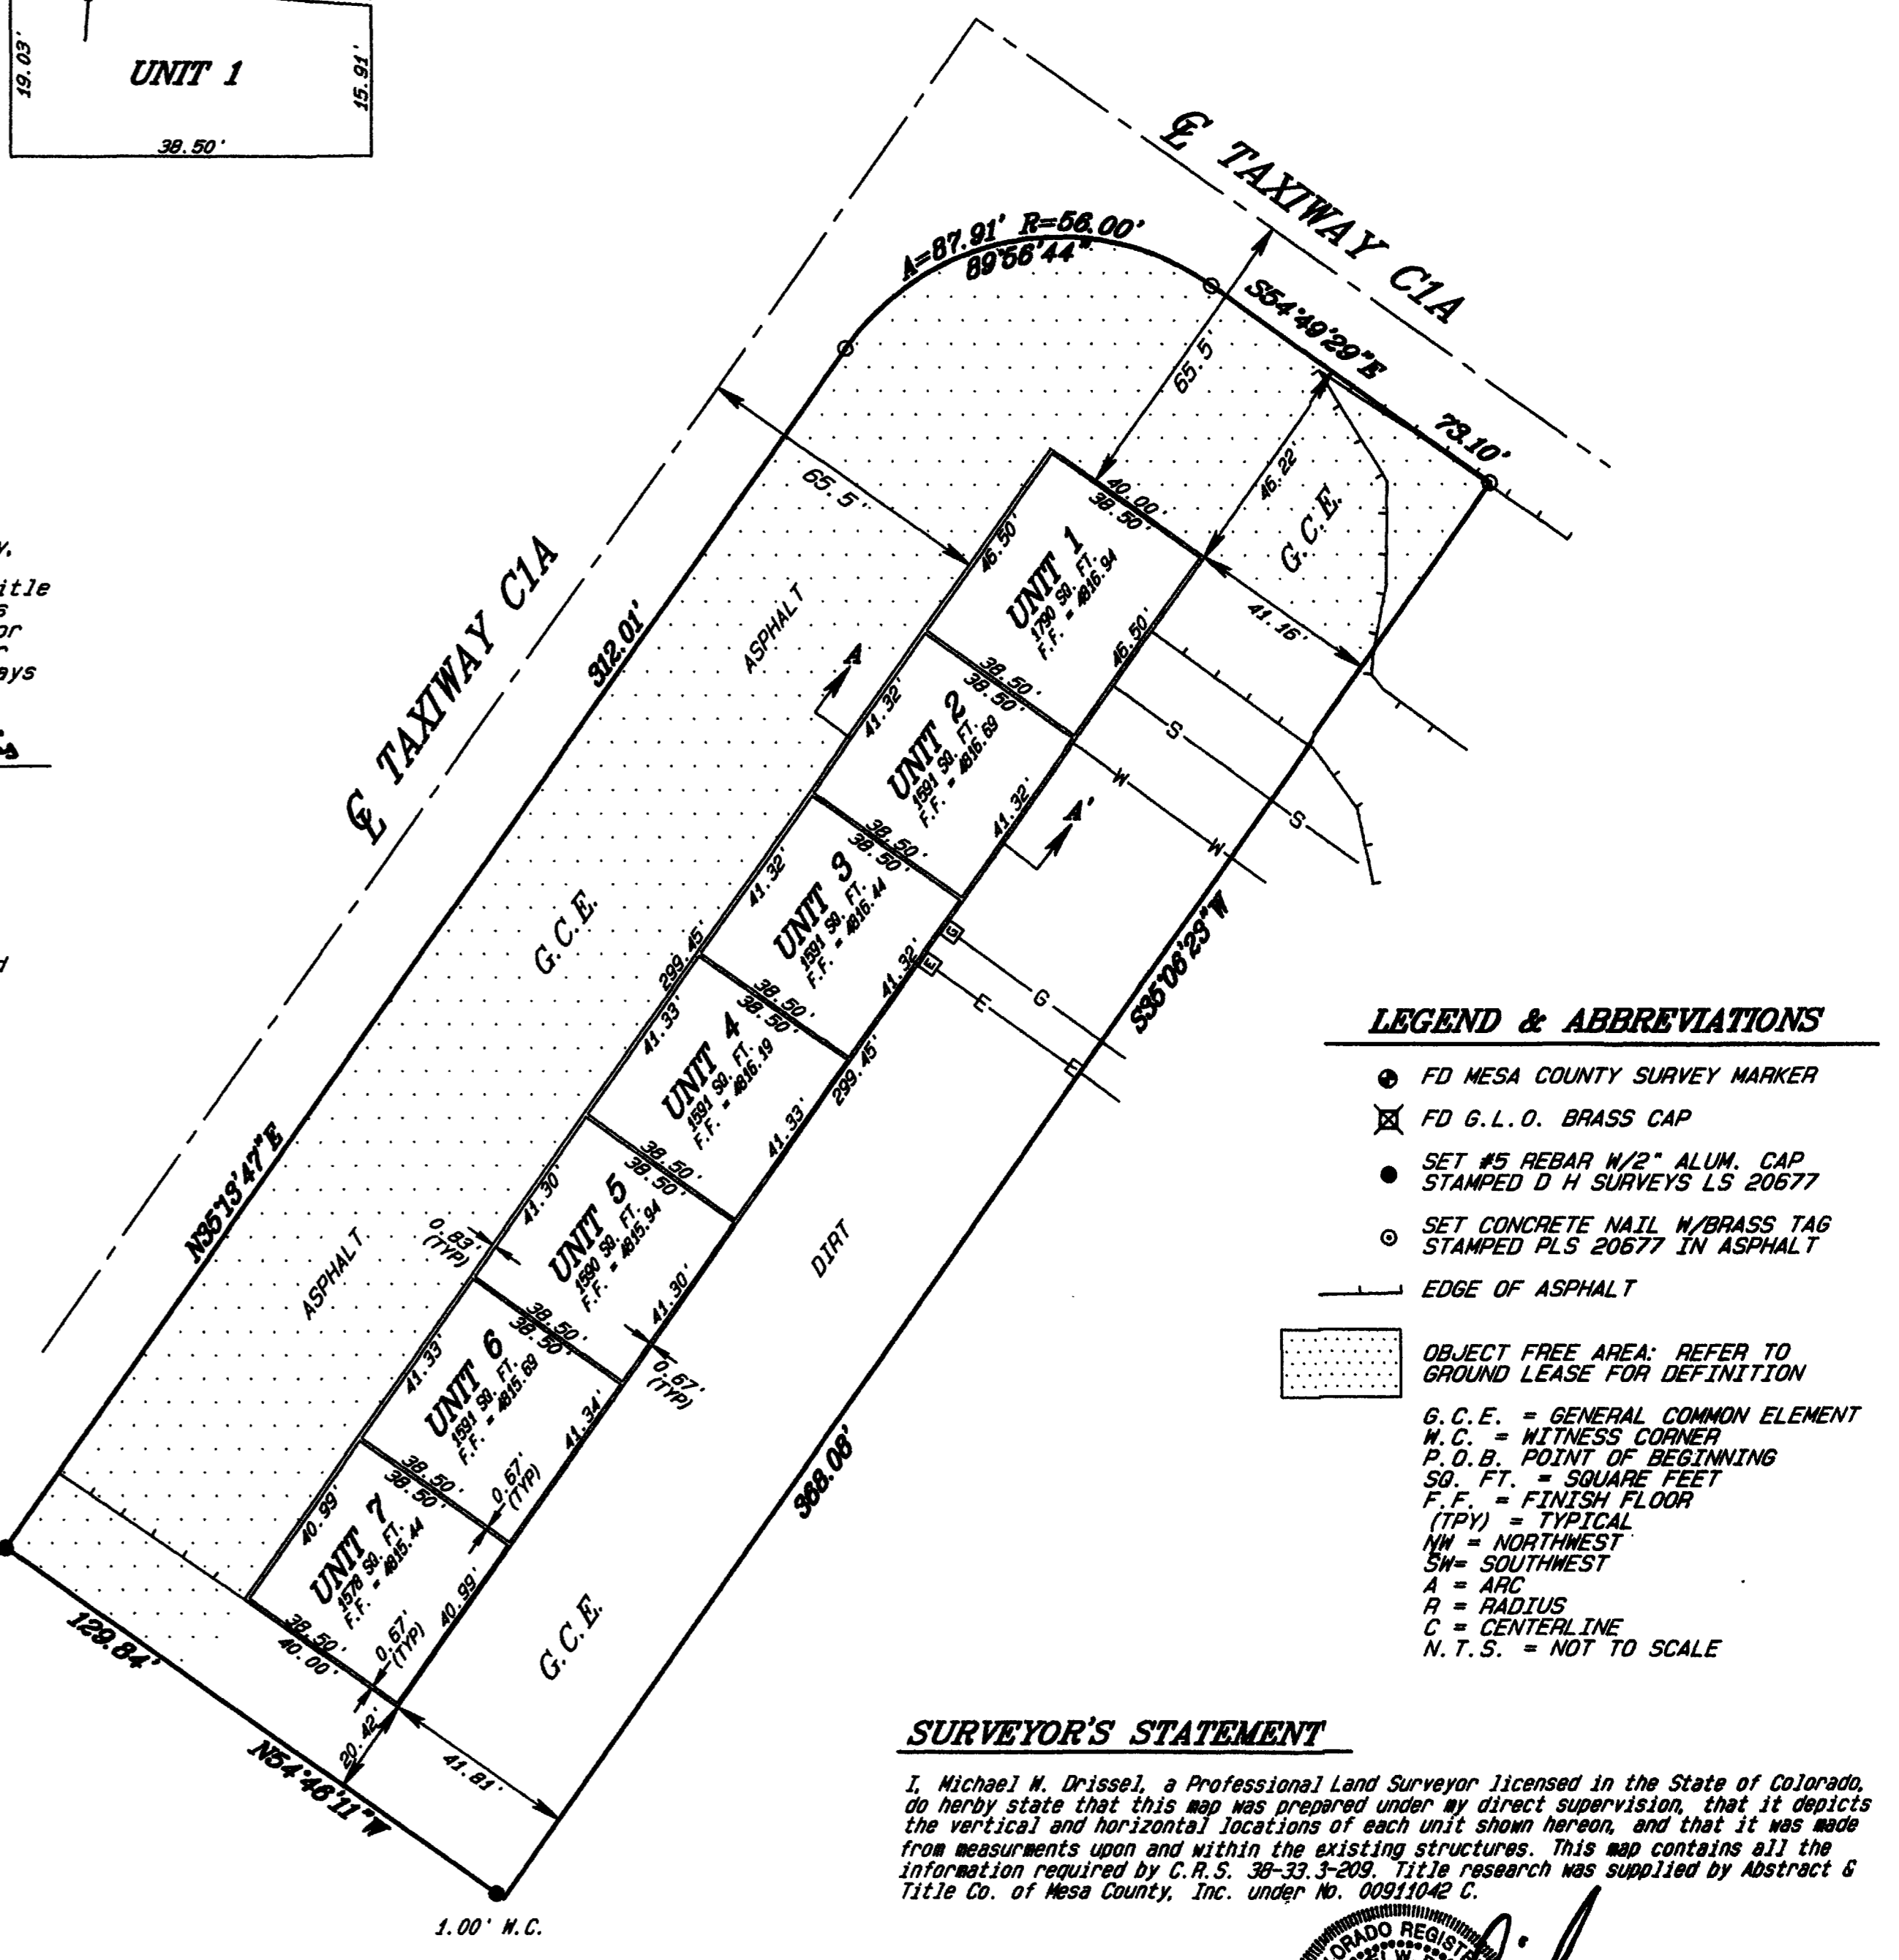 19.03'
UNIT 1
15.91'
38.50'
℄ TAXIWAY C1A
A=87.91' R=56.00'
89°56'44"
S54°49'29"E
73.10'
65.5'
46.22'
G.C.E.
65.5'
40.00'
38.50'
46.50'
UNIT 1
1790 SQ. FT.
F.F. = 4816.94
46.50'
41.16'
38.50'
38.50'
℄ TAXIWAY C1A
312.01'
ASPHALT
A
41.32'
UNIT 2
1591 SQ. FT.
F.F. = 4816.69
41.32'
A'
S
S
W
W
38.50'
38.50'
41.32'
UNIT 3
1591 SQ. FT.
F.F. = 4816.44
41.32'
G
E
G
E
E
S35°06'29"W
G.C.E.
299.45'
38.50'
38.50'
41.33'
UNIT 4
1591 SQ. FT.
F.F. = 4816.19
41.33'
299.45'
38.50'
38.50'
N35°13'47"E
0.83'
(TYP)
41.30'
UNIT 5
1590 SQ. FT.
F.F. = 4815.94
41.30'
DIRT
ASPHALT
38.50'
38.50'
41.33'
UNIT 6
1591 SQ. FT.
F.F. = 4815.69
41.34'
0.67'
(TYP)
38.50'
38.50'
0.67'
(TYP)
368.08'
40.99'
UNIT 7
1578 SQ. FT.
F.F. = 4815.44
40.99'
38.50'
40.00'
0.67'
(TYP)
G.C.E.
129.84'
20.42'
41.81'
N54°46'11"W
1.00' W.C.
y,
itle
s
or
r
ays
d
LEGEND & ABBREVIATIONS
FD MESA COUNTY SURVEY MARKER
FD G.L.O. BRASS CAP
SET #5 REBAR W/2" ALUM. CAP
STAMPED D H SURVEYS LS 20677
SET CONCRETE NAIL W/BRASS TAG
STAMPED PLS 20677 IN ASPHALT
EDGE OF ASPHALT
OBJECT FREE AREA: REFER TO
GROUND LEASE FOR DEFINITION
G.C.E. = GENERAL COMMON ELEMENT
W.C. = WITNESS CORNER
P.O.B. POINT OF BEGINNING
SQ. FT. = SQUARE FEET
F.F. = FINISH FLOOR
(TPY) = TYPICAL
NW = NORTHWEST
SW= SOUTHWEST
A = ARC
R = RADIUS
C = CENTERLINE
N.T.S. = NOT TO SCALE
SURVEYOR'S STATEMENT
I, Michael W. Drissel, a Professional Land Surveyor licensed in the State of Colorado,
do herby state that this map was prepared under my direct supervision, that it depicts
the vertical and horizontal locations of each unit shown hereon, and that it was made
from measurments upon and within the existing structures. This map contains all the
information required by C.R.S. 38-33.3-209. Title research was supplied by Abstract &
Title Co. of Mesa County, Inc. under No. 00911042 C.
ORADO REGIST